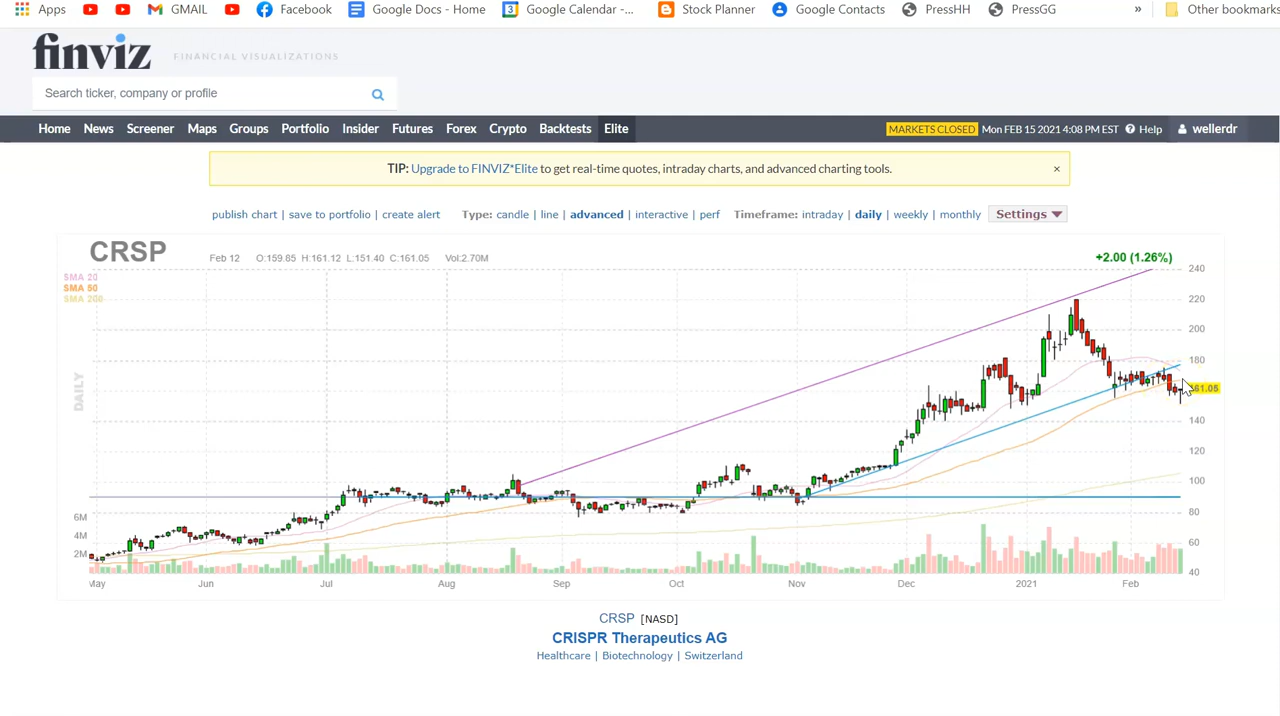 Apps GMAIL Facebook Google Docs - Home Google Calendar -... Stock Planner Google Contacts PressHH PressGG » Other bookmarks
finviz FINANCIAL VISUALIZATIONS
Search ticker, company or profile
Home News Screener Maps Groups Portfolio Insider Futures Forex Crypto Backtests Elite MARKETS CLOSED Mon FEB 15 2021 4:08 PM EST Help wellerdr
TIP: Upgrade to FINVIZ*Elite to get real-time quotes, intraday charts, and advanced charting tools. ×
publish chart | save to portfolio | create alert Type: candle | line | advanced | interactive | perf Timeframe: intraday | daily | weekly | monthly Settings
CRSP Feb 12 O:159.85 H:161.12 L:151.40 C:161.05 Vol:2.70M +2.00 (1.26%)
240
SMA 20
SMA 50
SMA 200
220
200
180
161.05
140
120
100
80
60
40
DAILY
6M
4M
2M
May Jun Jul Aug Sep Oct Nov Dec 2021 Feb
CRSP [NASD]
CRISPR Therapeutics AG
Healthcare | Biotechnology | Switzerland